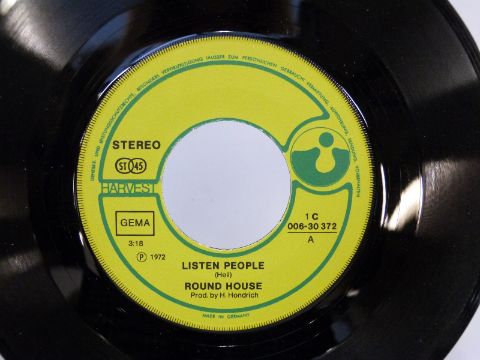 STEREO
ST 45
HARVEST
GEMA
3:18
Ⓟ 1972
1 C
006-30 372
A
LISTEN PEOPLE
(Heil)
ROUND HOUSE
Prod. by H. Hondrich
MADE IN GERMANY